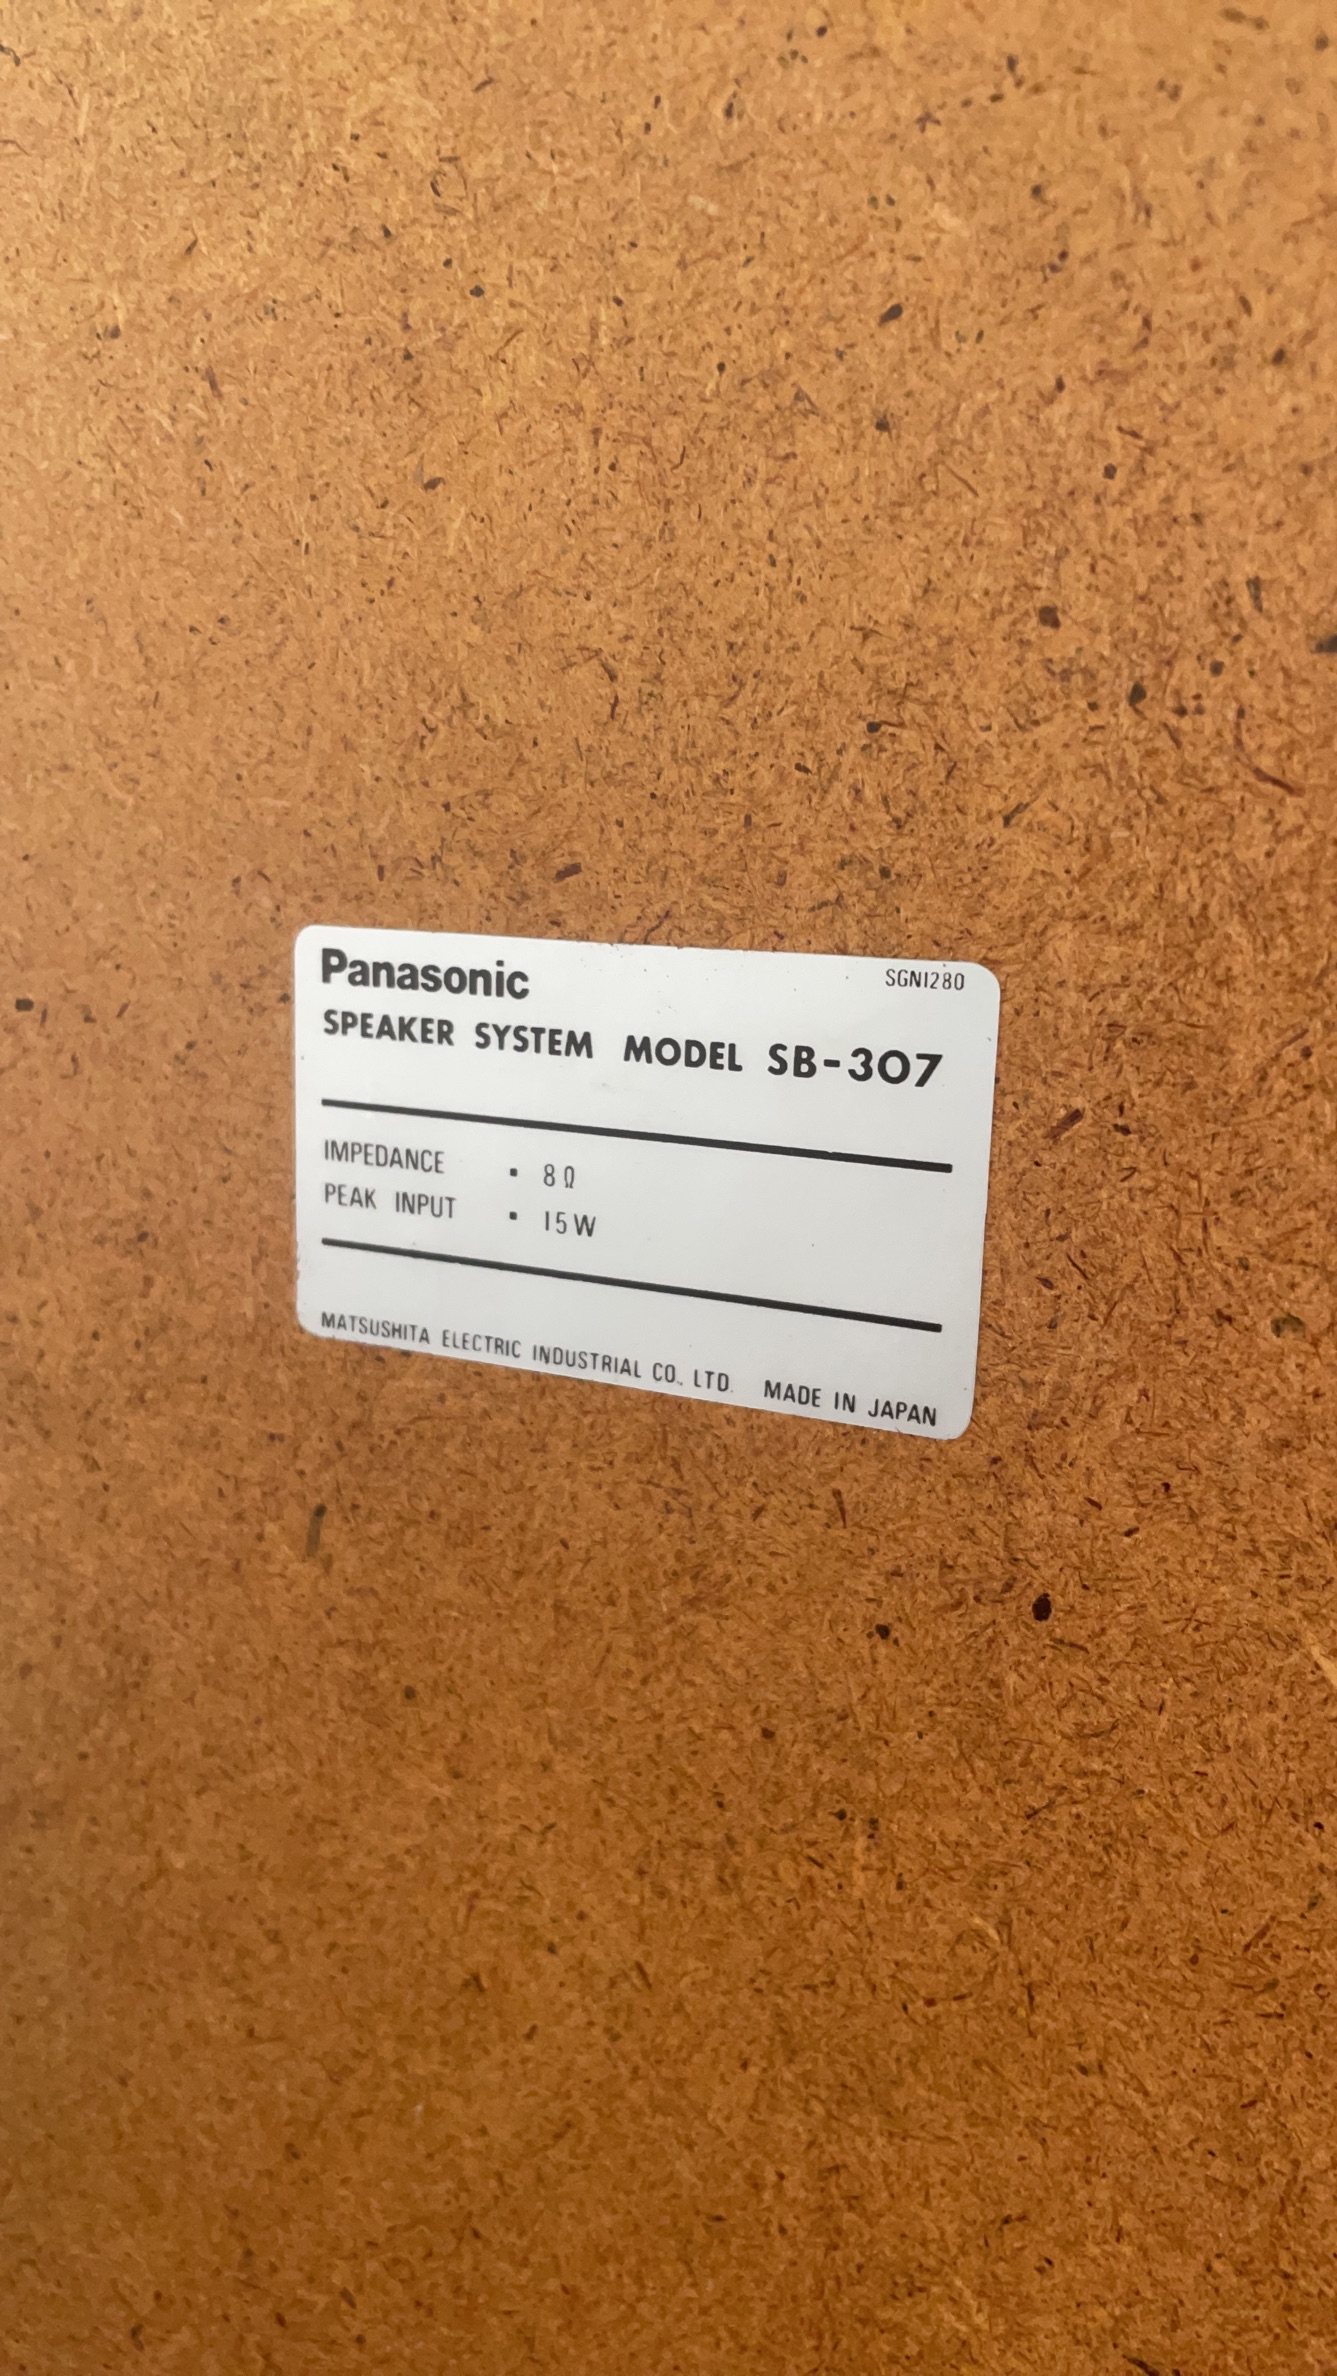 Panasonic SGN1280
SPEAKER SYSTEM MODEL SB-307
IMPEDANCE • 8Ω
PEAK INPUT • 15W
MATSUSHITA ELECTRIC INDUSTRIAL CO., LTD. MADE IN JAPAN